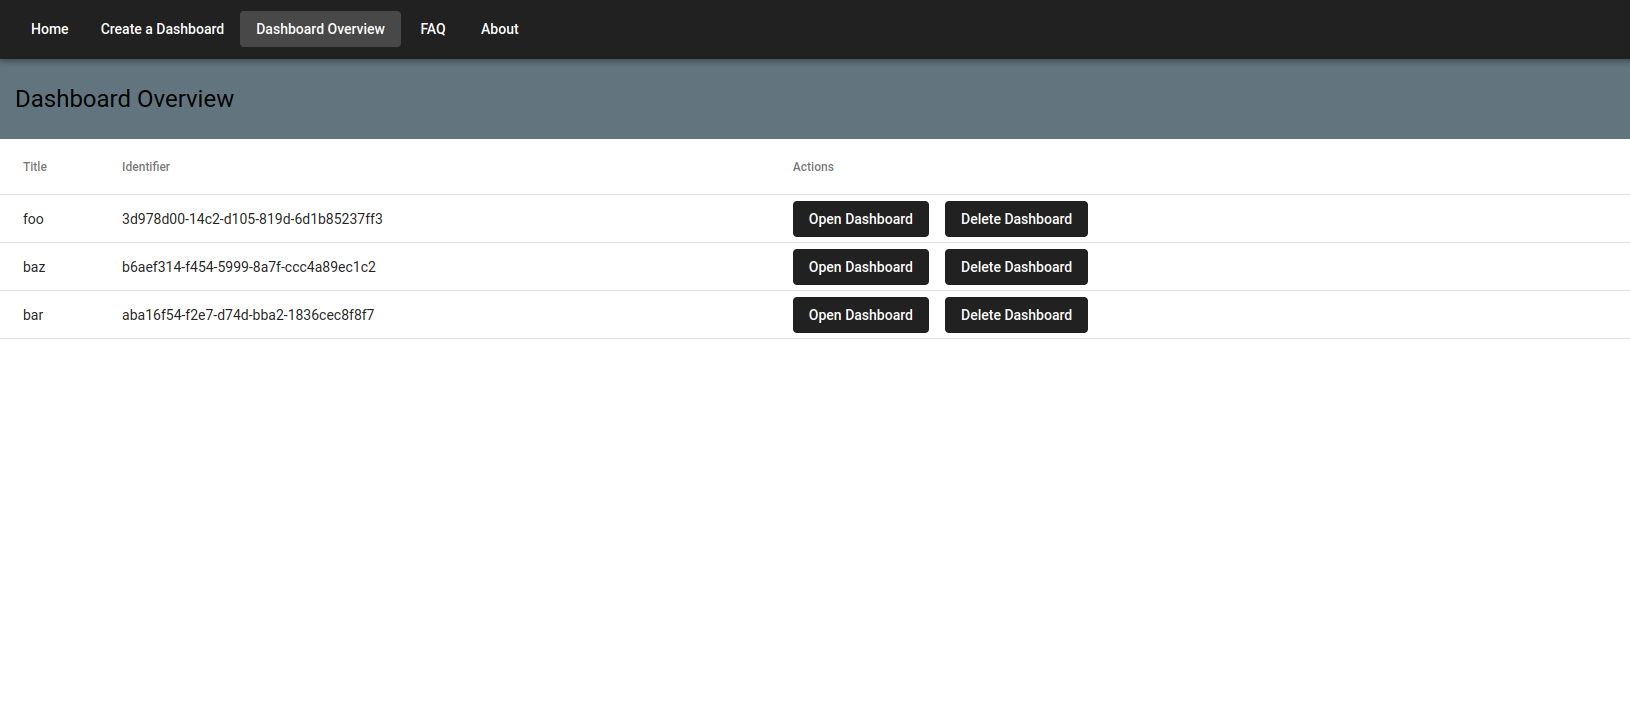 Home Create a Dashboard Dashboard Overview FAQ About
Dashboard Overview
Title Identifier Actions
foo 3d978d00-14c2-d105-819d-6d1b85237ff3 Open Dashboard Delete Dashboard
baz b6aef314-f454-5999-8a7f-ccc4a89ec1c2 Open Dashboard Delete Dashboard
bar aba16f54-f2e7-d74d-bba2-1836cec8f8f7 Open Dashboard Delete Dashboard